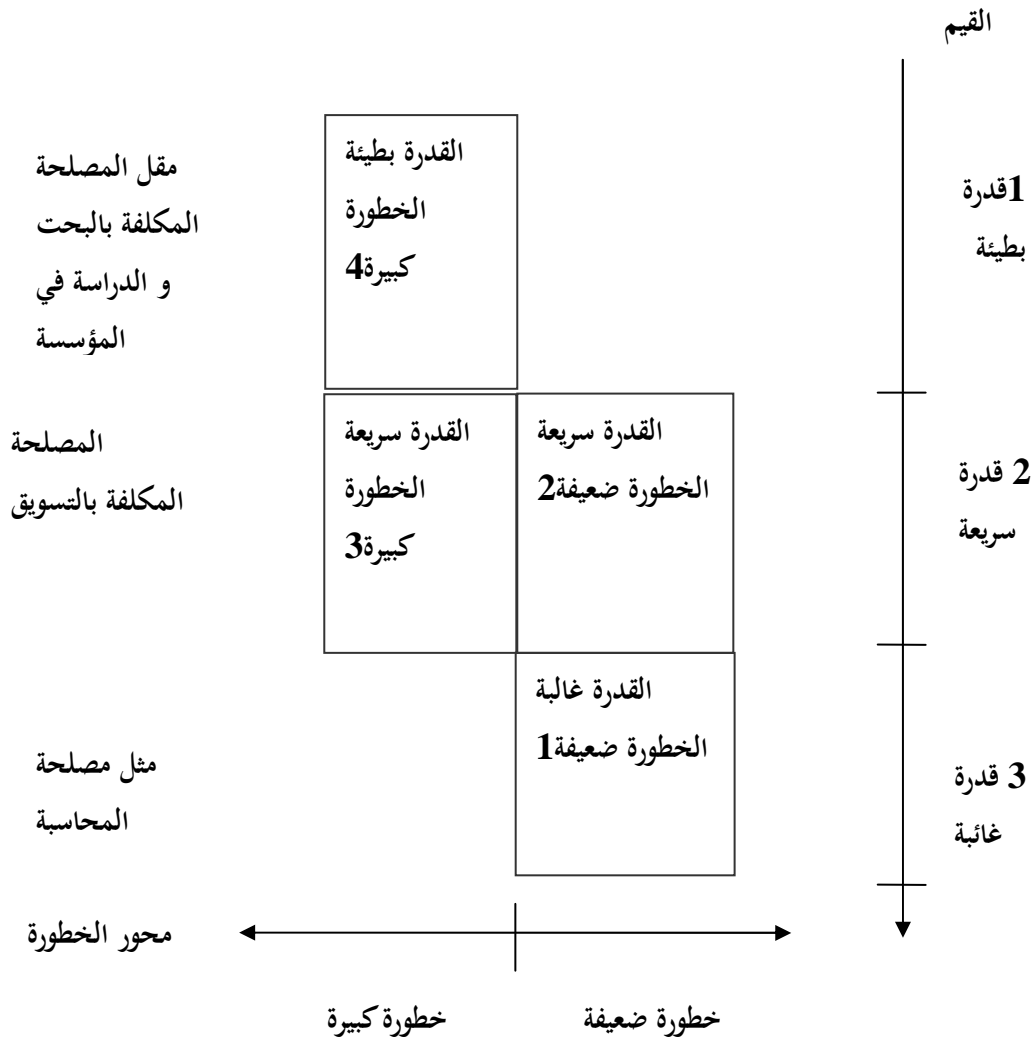 القيم
1قدرة
بطيئة
القدرة بطيئة
الخطورة
كبيرة4
مقل المصلحة
المكلفة بالبحت
و الدراسة في
المؤسسة
2 قدرة
سريعة
القدرة سريعة
الخطورة ضعيفة2
القدرة سريعة
الخطورة
كبيرة3
المصلحة
المكلفة بالتسويق
3 قدرة
غائبة
القدرة غالبة
الخطورة ضعيفة1
مثل مصلحة
المحاسبة
محور الخطورة
خطورة ضعيفة
خطورة كبيرة